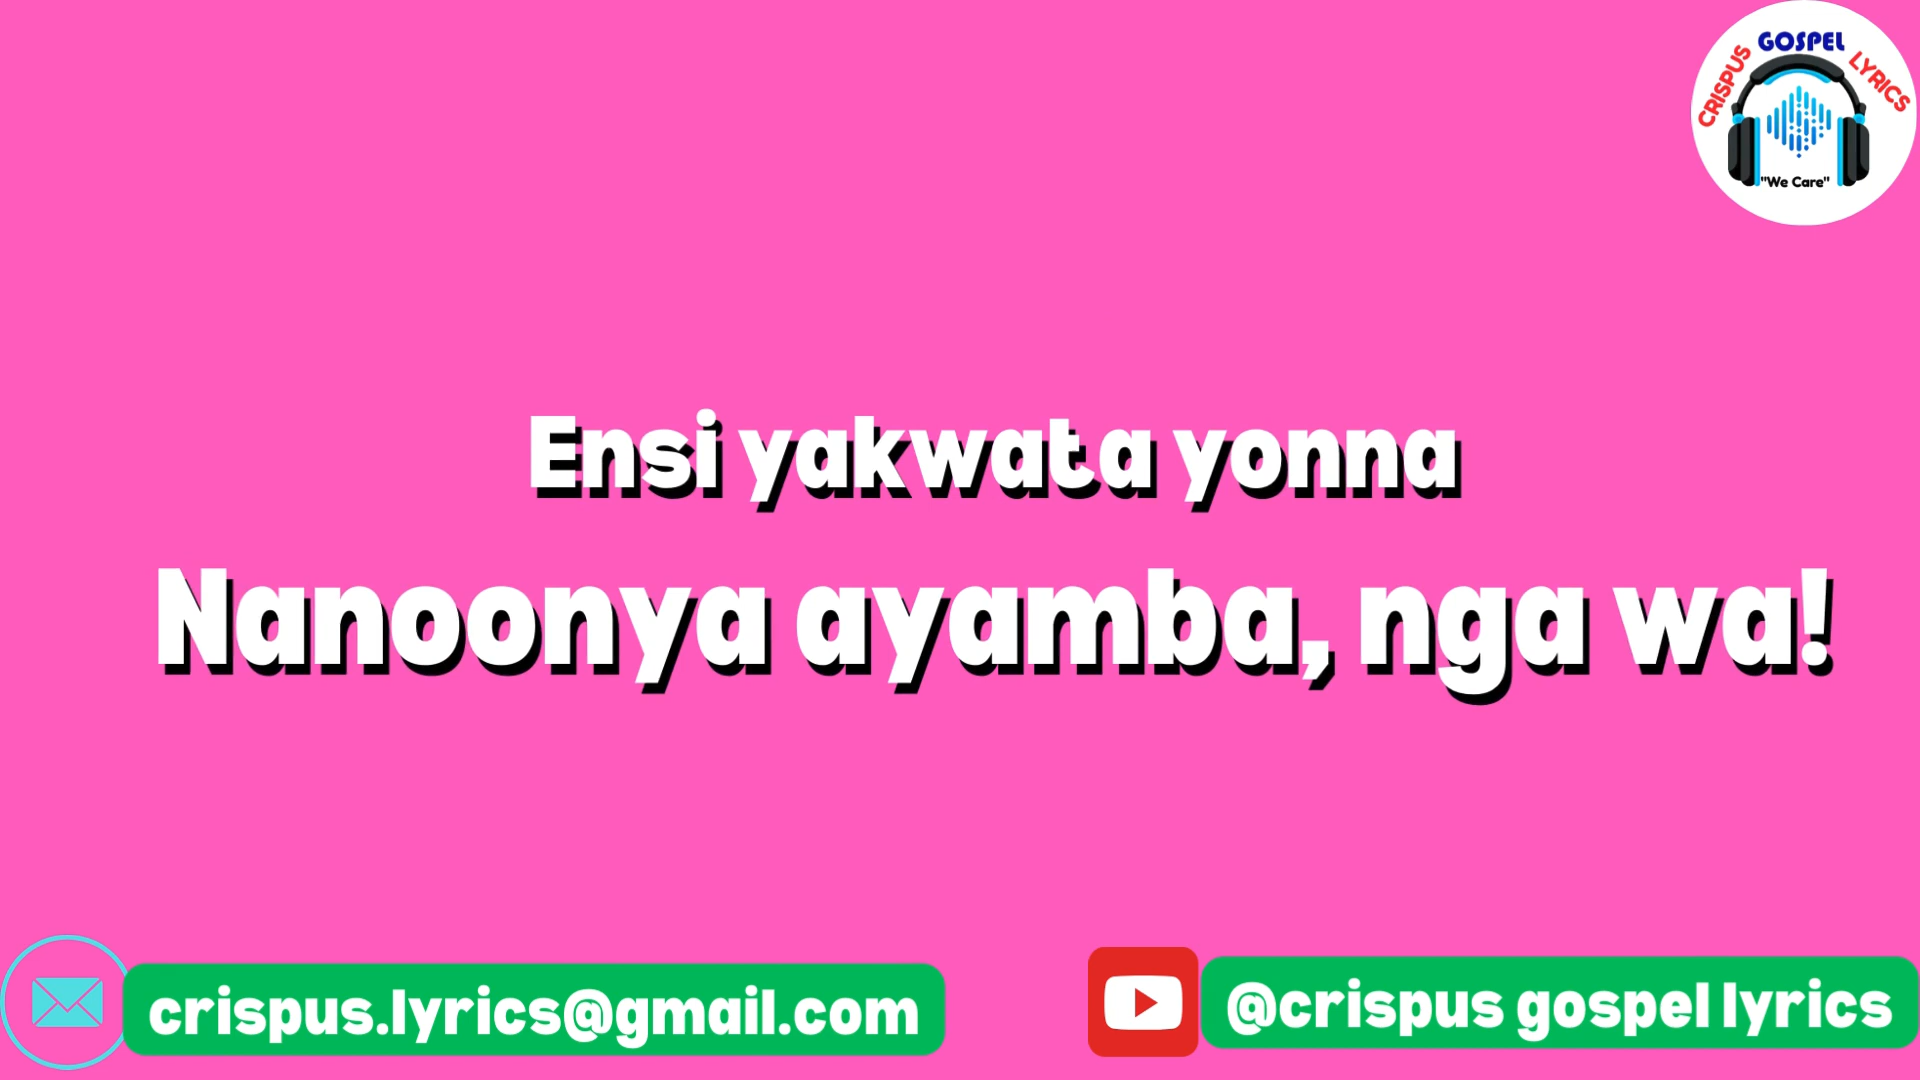 CRISPUS GOSPEL LYRICS
"We Care"
Ensi yakwata yonna
Nanoonya ayamba, nga wa!
crispus.lyrics@gmail.com
@crispus gospel lyrics